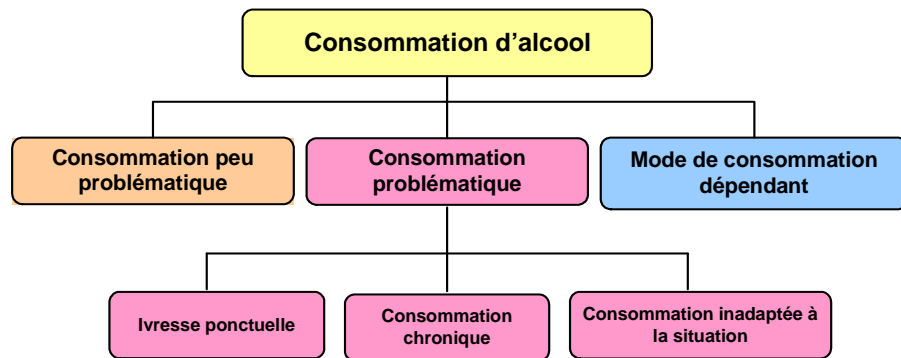 Consommation d'alcool
Consommation peu
problématique
Consommation
problématique
Mode de consommation
dépendant
Ivresse ponctuelle
Consommation
chronique
Consommation inadaptée à
la situation